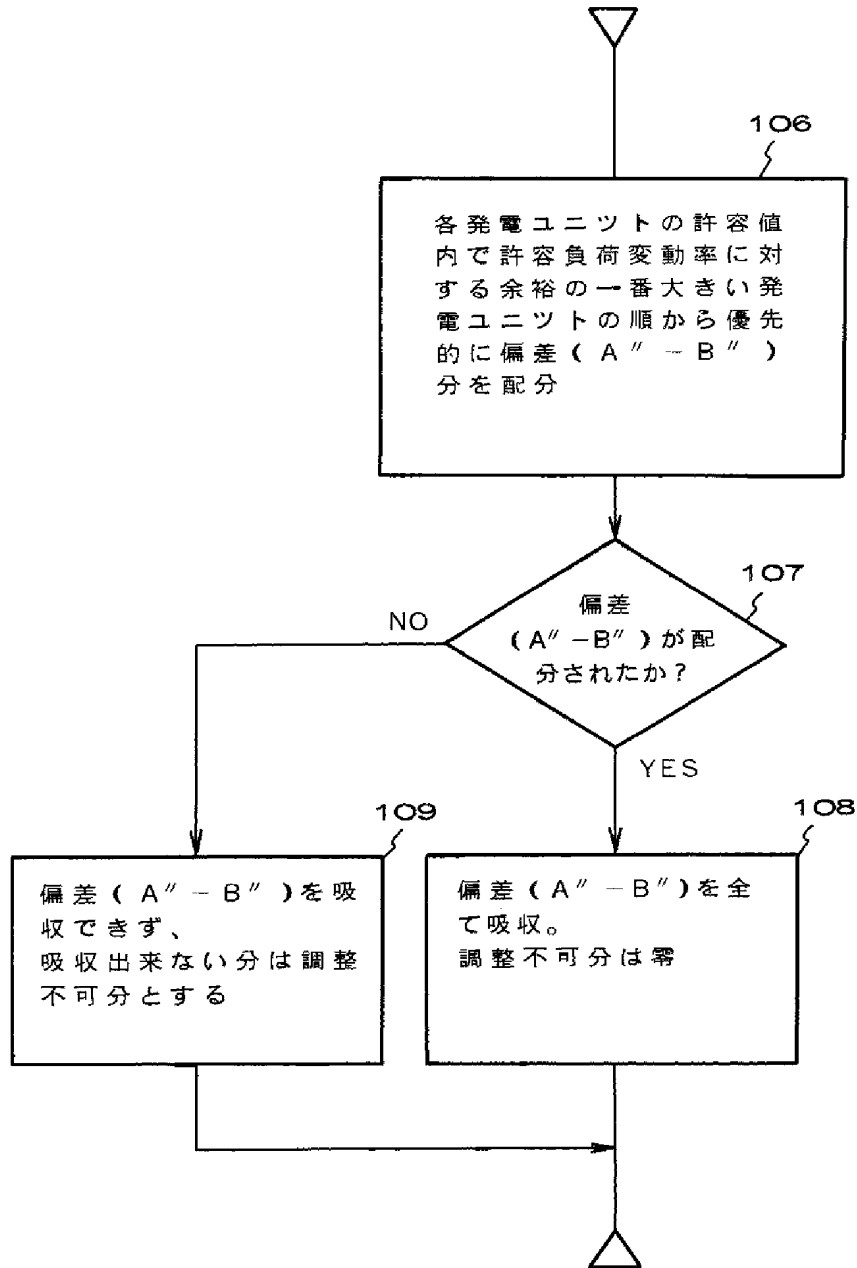 106
各発電ユニツトの許容値
内で許容負荷変動率に対
する余裕の一番大きい発
電ユニツトの順から優先
的に偏差(A″－B″)
分を配分
107
偏差
(A″－B″)が配
分されたか?
NO
YES
109
偏差(A″－B″)を吸
収できず、
吸収出来ない分は調整
不可分とする
108
偏差(A″－B″)を全
て吸収。
調整不可分は零